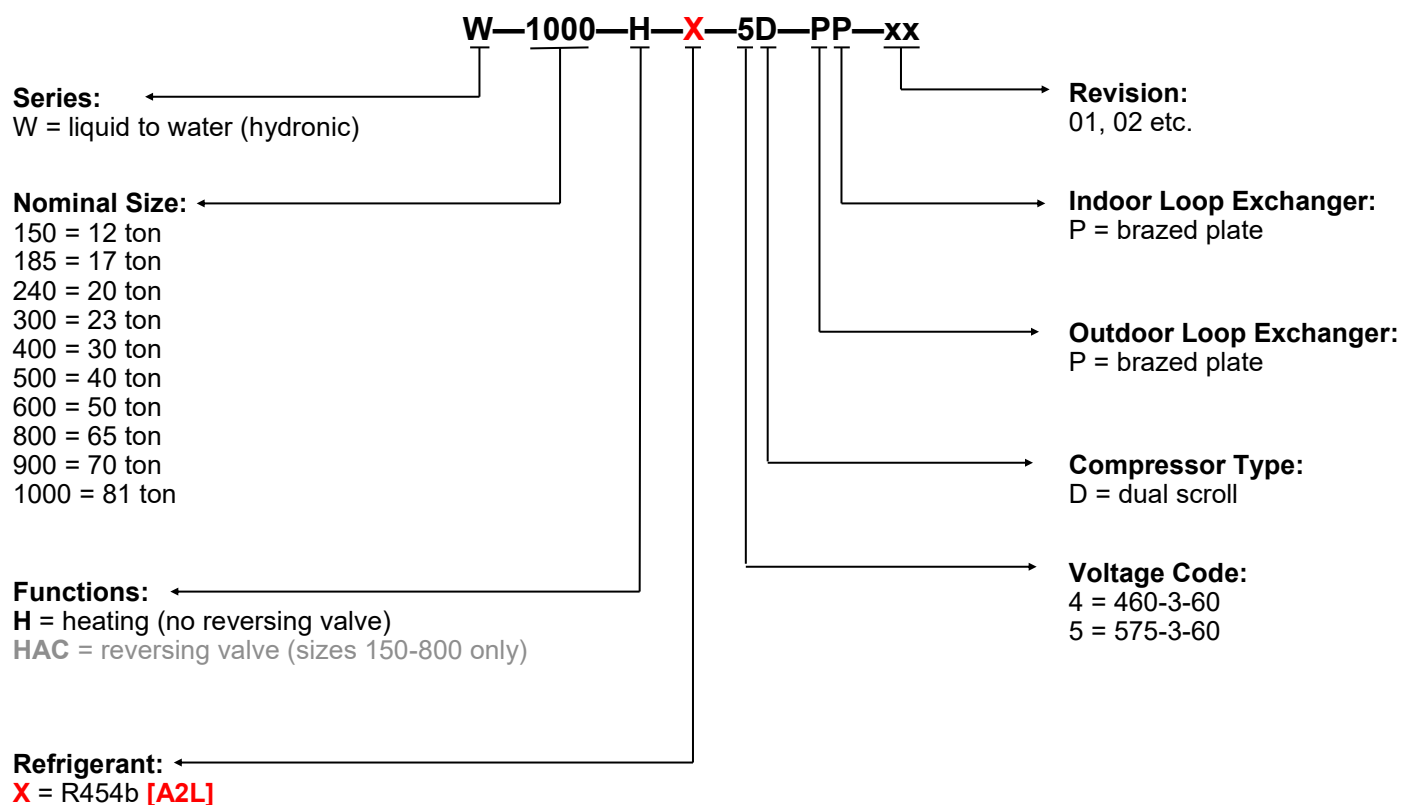 W—1000—H—X—5D—PP—xx
Series:
W = liquid to water (hydronic)
Nominal Size:
150 = 12 ton
185 = 17 ton
240 = 20 ton
300 = 23 ton
400 = 30 ton
500 = 40 ton
600 = 50 ton
800 = 65 ton
900 = 70 ton
1000 = 81 ton
Functions:
H = heating (no reversing valve)
HAC = reversing valve (sizes 150-800 only)
Refrigerant:
X = R454b [A2L]
Revision:
01, 02 etc.
Indoor Loop Exchanger:
P = brazed plate
Outdoor Loop Exchanger:
P = brazed plate
Compressor Type:
D = dual scroll
Voltage Code:
4 = 460-3-60
5 = 575-3-60